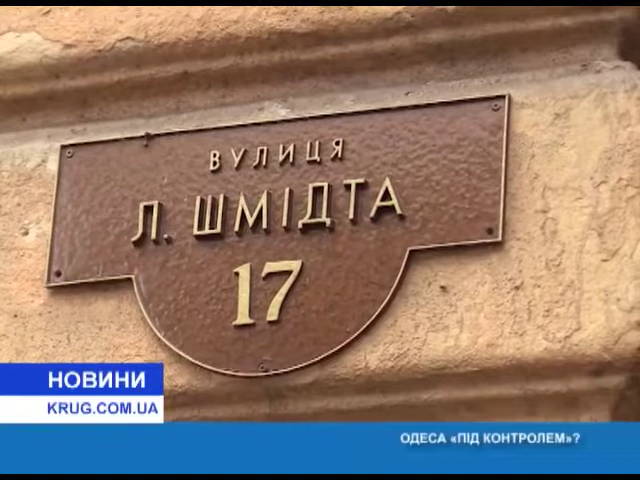 ВУЛИЦЯ
Л. ШМІДТА
17
НОВИНИ
KRUG.COM.UA
ОДЕСА «ПІД КОНТРОЛЕМ»?